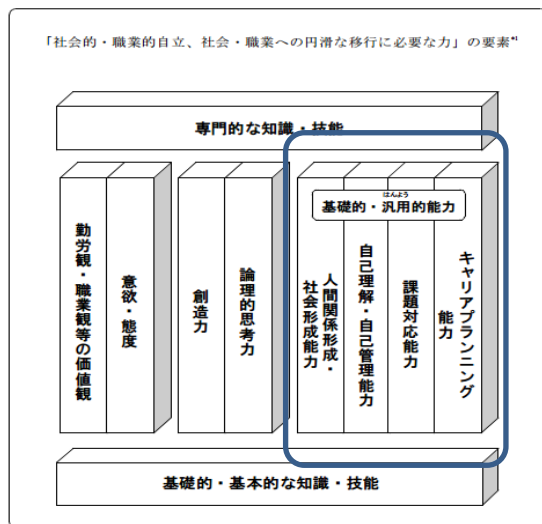 「社会的・職業的自立、社会・職業への円滑な移行に必要な力」の要素*1
専門的な知識・技能
はんよう
基礎的・汎用的能力
勤労観・職業観等の価値観
意欲・態度
創造力
論理的思考力
人間関係形成・
社会形成能力
自己理解・自己管理能力
課題対応能力
キャリアプランニング
能力
基礎的・基本的な知識・技能